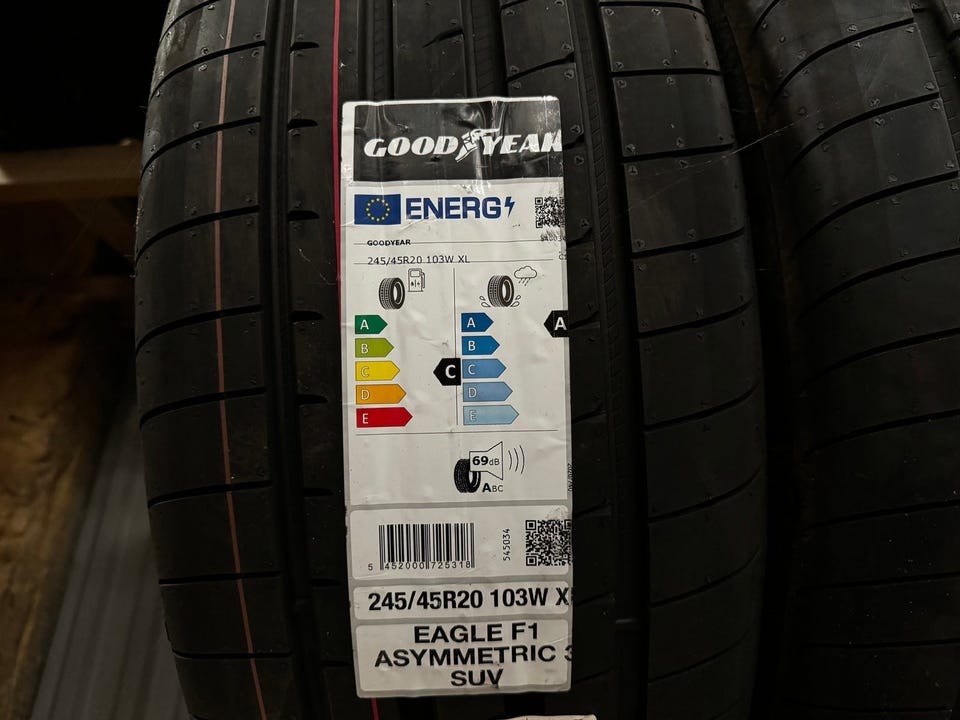 GOODYEAR
ENERG
GOODYEAR
245/45R20 103W XL
A
B
C
D
E
C
A
B
C
D
E
A
69dB
ABC
5 452000 725318
545034
245/45R20 103W X
EAGLE F1
ASYMMETRIC 3
SUV